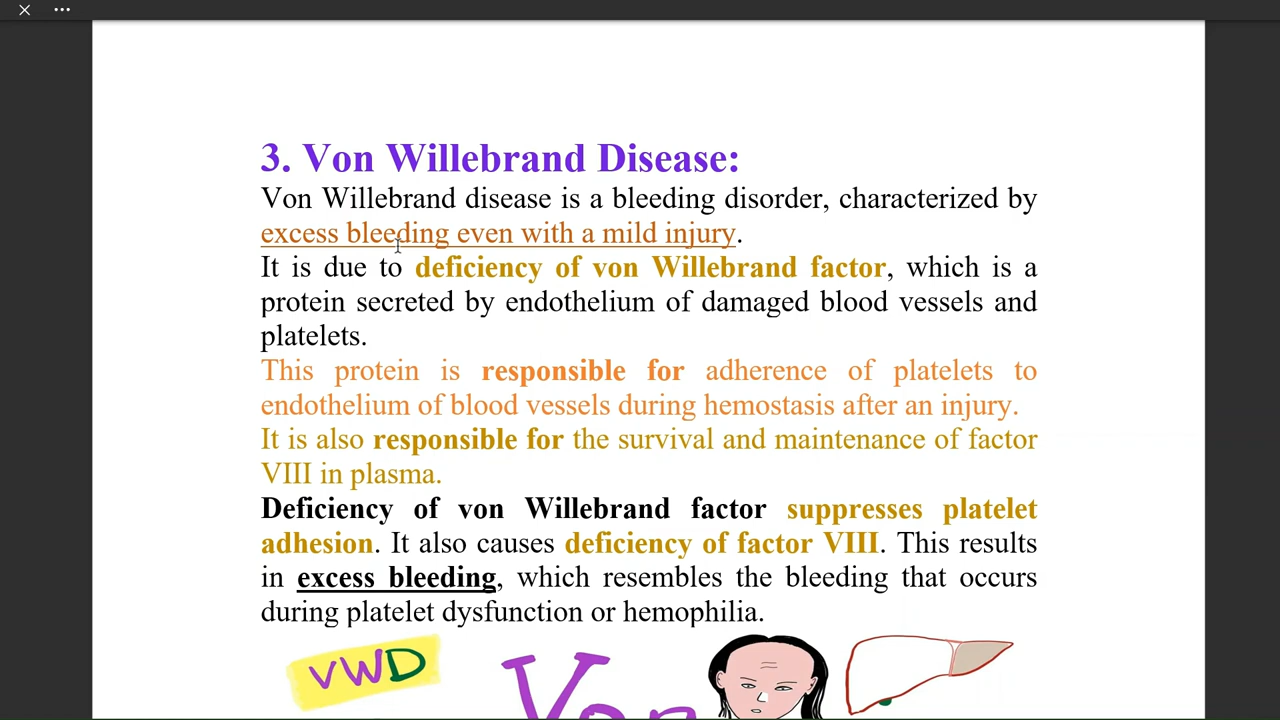 3. Von Willebrand Disease:
Von Willebrand disease is a bleeding disorder, characterized by
excess bleeding even with a mild injury.
It is due to deficiency of von Willebrand factor, which is a
protein secreted by endothelium of damaged blood vessels and
platelets.
This protein is responsible for adherence of platelets to
endothelium of blood vessels during hemostasis after an injury.
It is also responsible for the survival and maintenance of factor
VIII in plasma.
Deficiency of von Willebrand factor suppresses platelet
adhesion. It also causes deficiency of factor VIII. This results
in excess bleeding, which resembles the bleeding that occurs
during platelet dysfunction or hemophilia.
VWD
Von